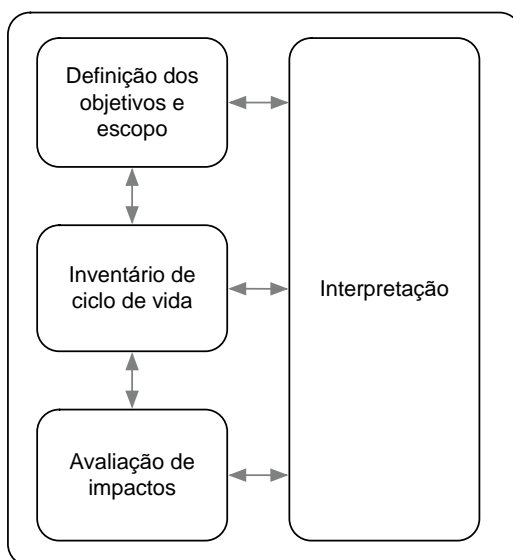 Definição dos
objetivos e
escopo
Inventário de
ciclo de vida
Interpretação
Avaliação de
impactos